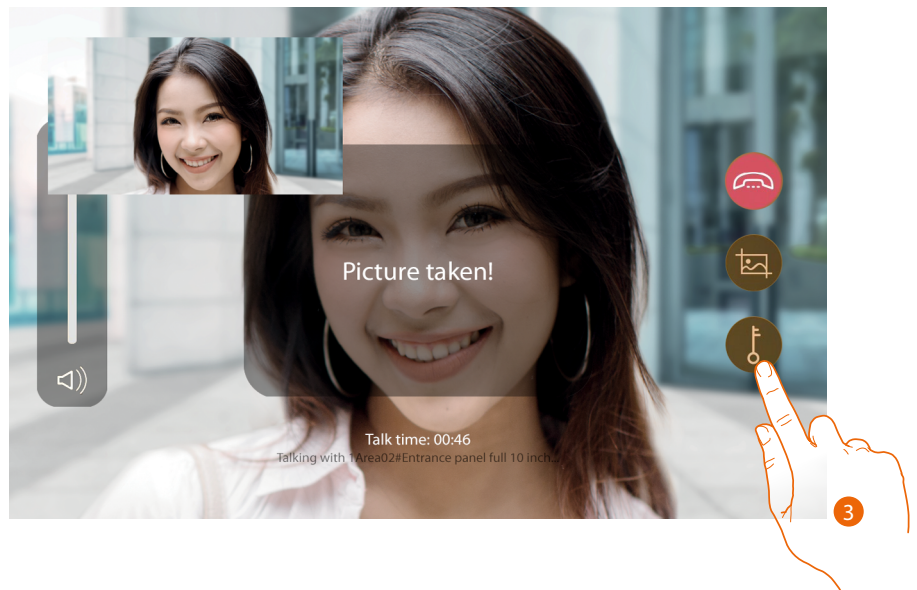 Picture taken!
Talk time: 00:46
Talking with 1Area02#Entrance panel full 10 inch...
3